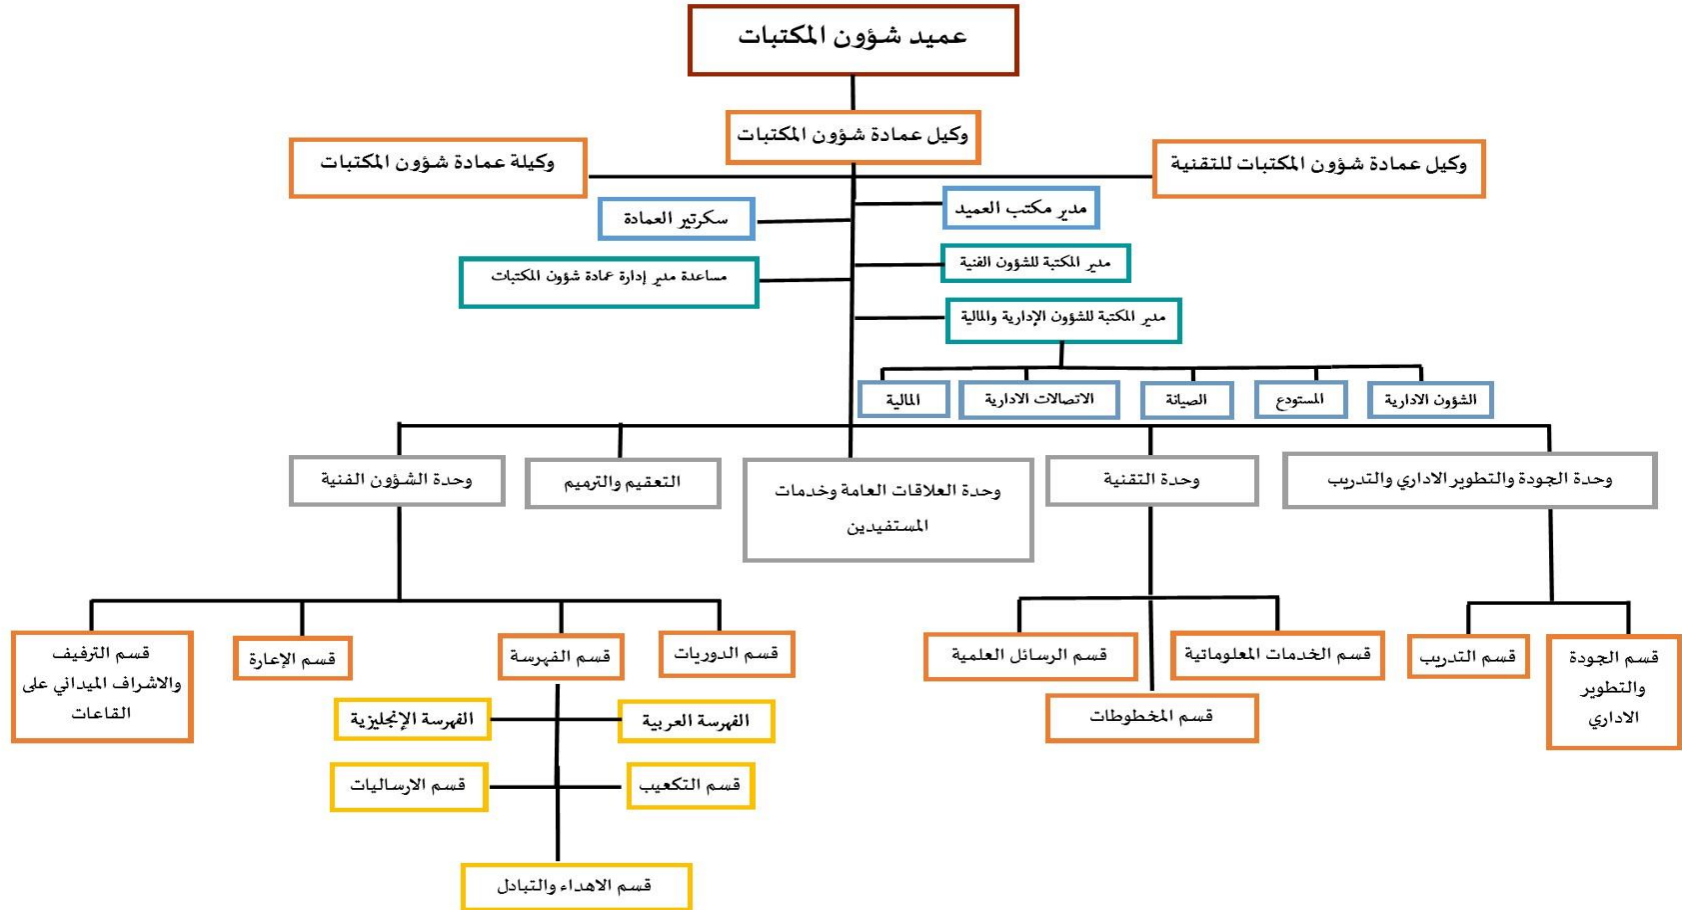 عميد شؤون المكتبات
وكيل عمادة شؤون المكتبات
وكيل عمادة شؤون المكتبات للتقنية
وكيلة عمادة شؤون المكتبات
مدير مكتب العميد
سكرتير العمادة
مدير المكتبة للشؤون الفنية
مساعدة مدير إدارة عمادة شؤون المكتبات
مدير المكتبة للشؤون الإدارية والمالية
الشؤون الادارية
المستودع
الصيانة
الاتصالات الادارية
المالية
وحدة الجودة والتطوير الاداري والتدريب
وحدة التقنية
وحدة العلاقات العامة وخدمات
المستفيدين
التعقيم والترميم
وحدة الشؤون الفنية
قسم الجودة
والتطوير
الاداري
قسم التدريب
قسم الخدمات المعلوماتية
قسم الرسائل العلمية
قسم المخطوطات
قسم الدوريات
قسم الفهرسة
قسم الإعارة
قسم الترفيف
والاشراف الميداني على
القاعات
الفهرسة العربية
الفهرسة الإنجليزية
قسم التكعيب
قسم الارساليات
قسم الاهداء والتبادل